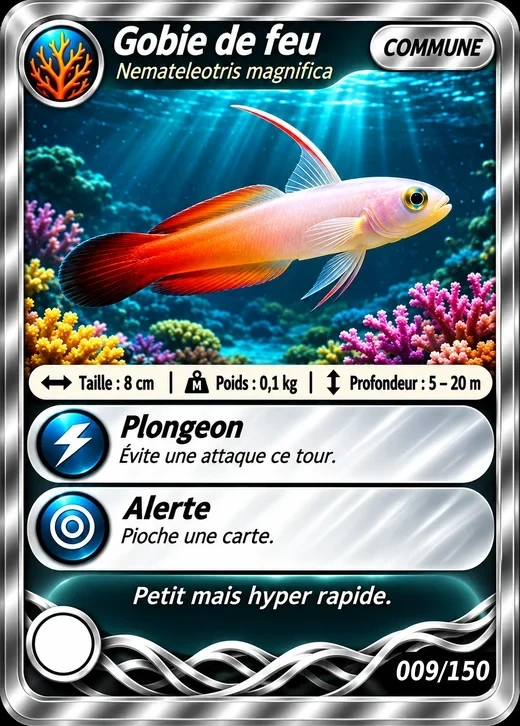 Gobie de feu
COMMUNE
Nemateleotris magnifica
Taille : 8 cm | M Poids : 0,1 kg | Profondeur : 5 – 20 m
Plongeon
Évite une attaque ce tour.
Alerte
Pioche une carte.
Petit mais hyper rapide.
009/150